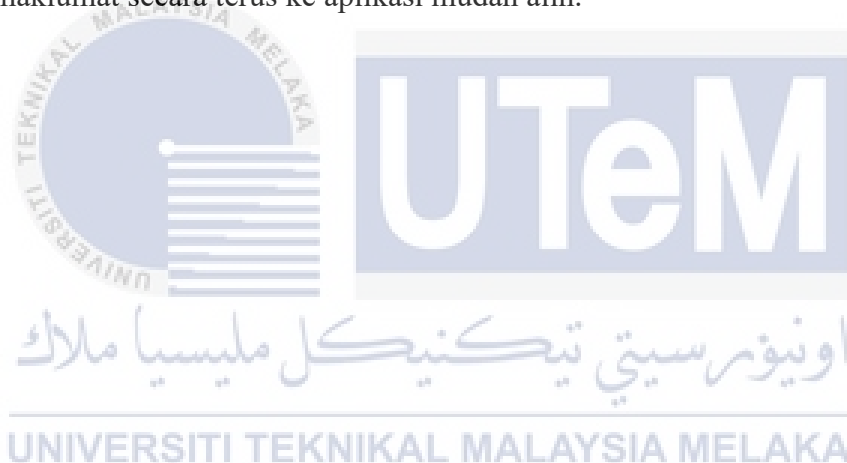 maklumat secara terus ke aplikasi mudah alih.
UNIVERSITI TEKNIKAL MALAYSIA MELAKA
UTeM
اونيۏرسيتي تيكنيكل مليسيا ملاك
UNIVERSITI TEKNIKAL MALAYSIA MELAKA